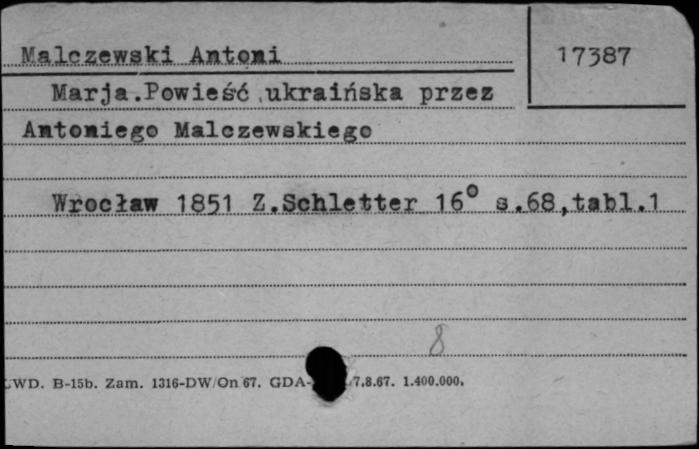 Malczewski Antoni
17387
Marja.Powieść ukraińska przez
Antoniego Malczewskiego
Wrocław 1851 Z.Schletter 16° s.68,tabl.1
8
WD. B-15b. Zam. 1316-DW/On 67. GDA- 7.8.67. 1.400.000.